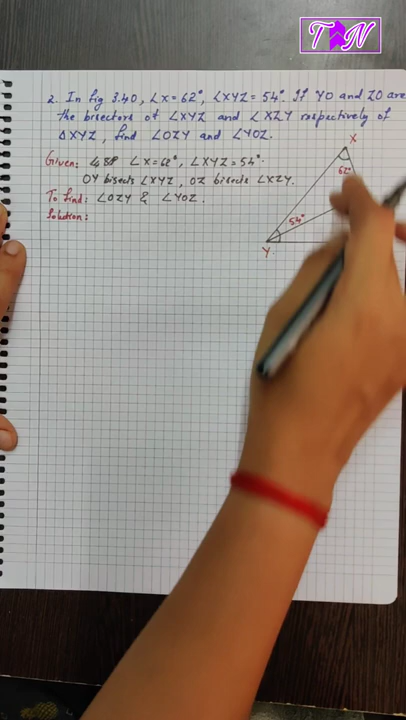 T N
2. In fig 3.40, ∠X = 62°, ∠XYZ = 54°. If YO and ZO are
the bisectors of ∠XYZ and ∠XZY respectively of
ΔXYZ, find ∠OZY and ∠YOZ.
Given: ∠X = 62°, ∠XYZ = 54°.
OY bisects ∠XYZ, OZ bisects ∠XZY.
To find: ∠OZY & ∠YOZ.
Solution:
X
62°
54°
Y